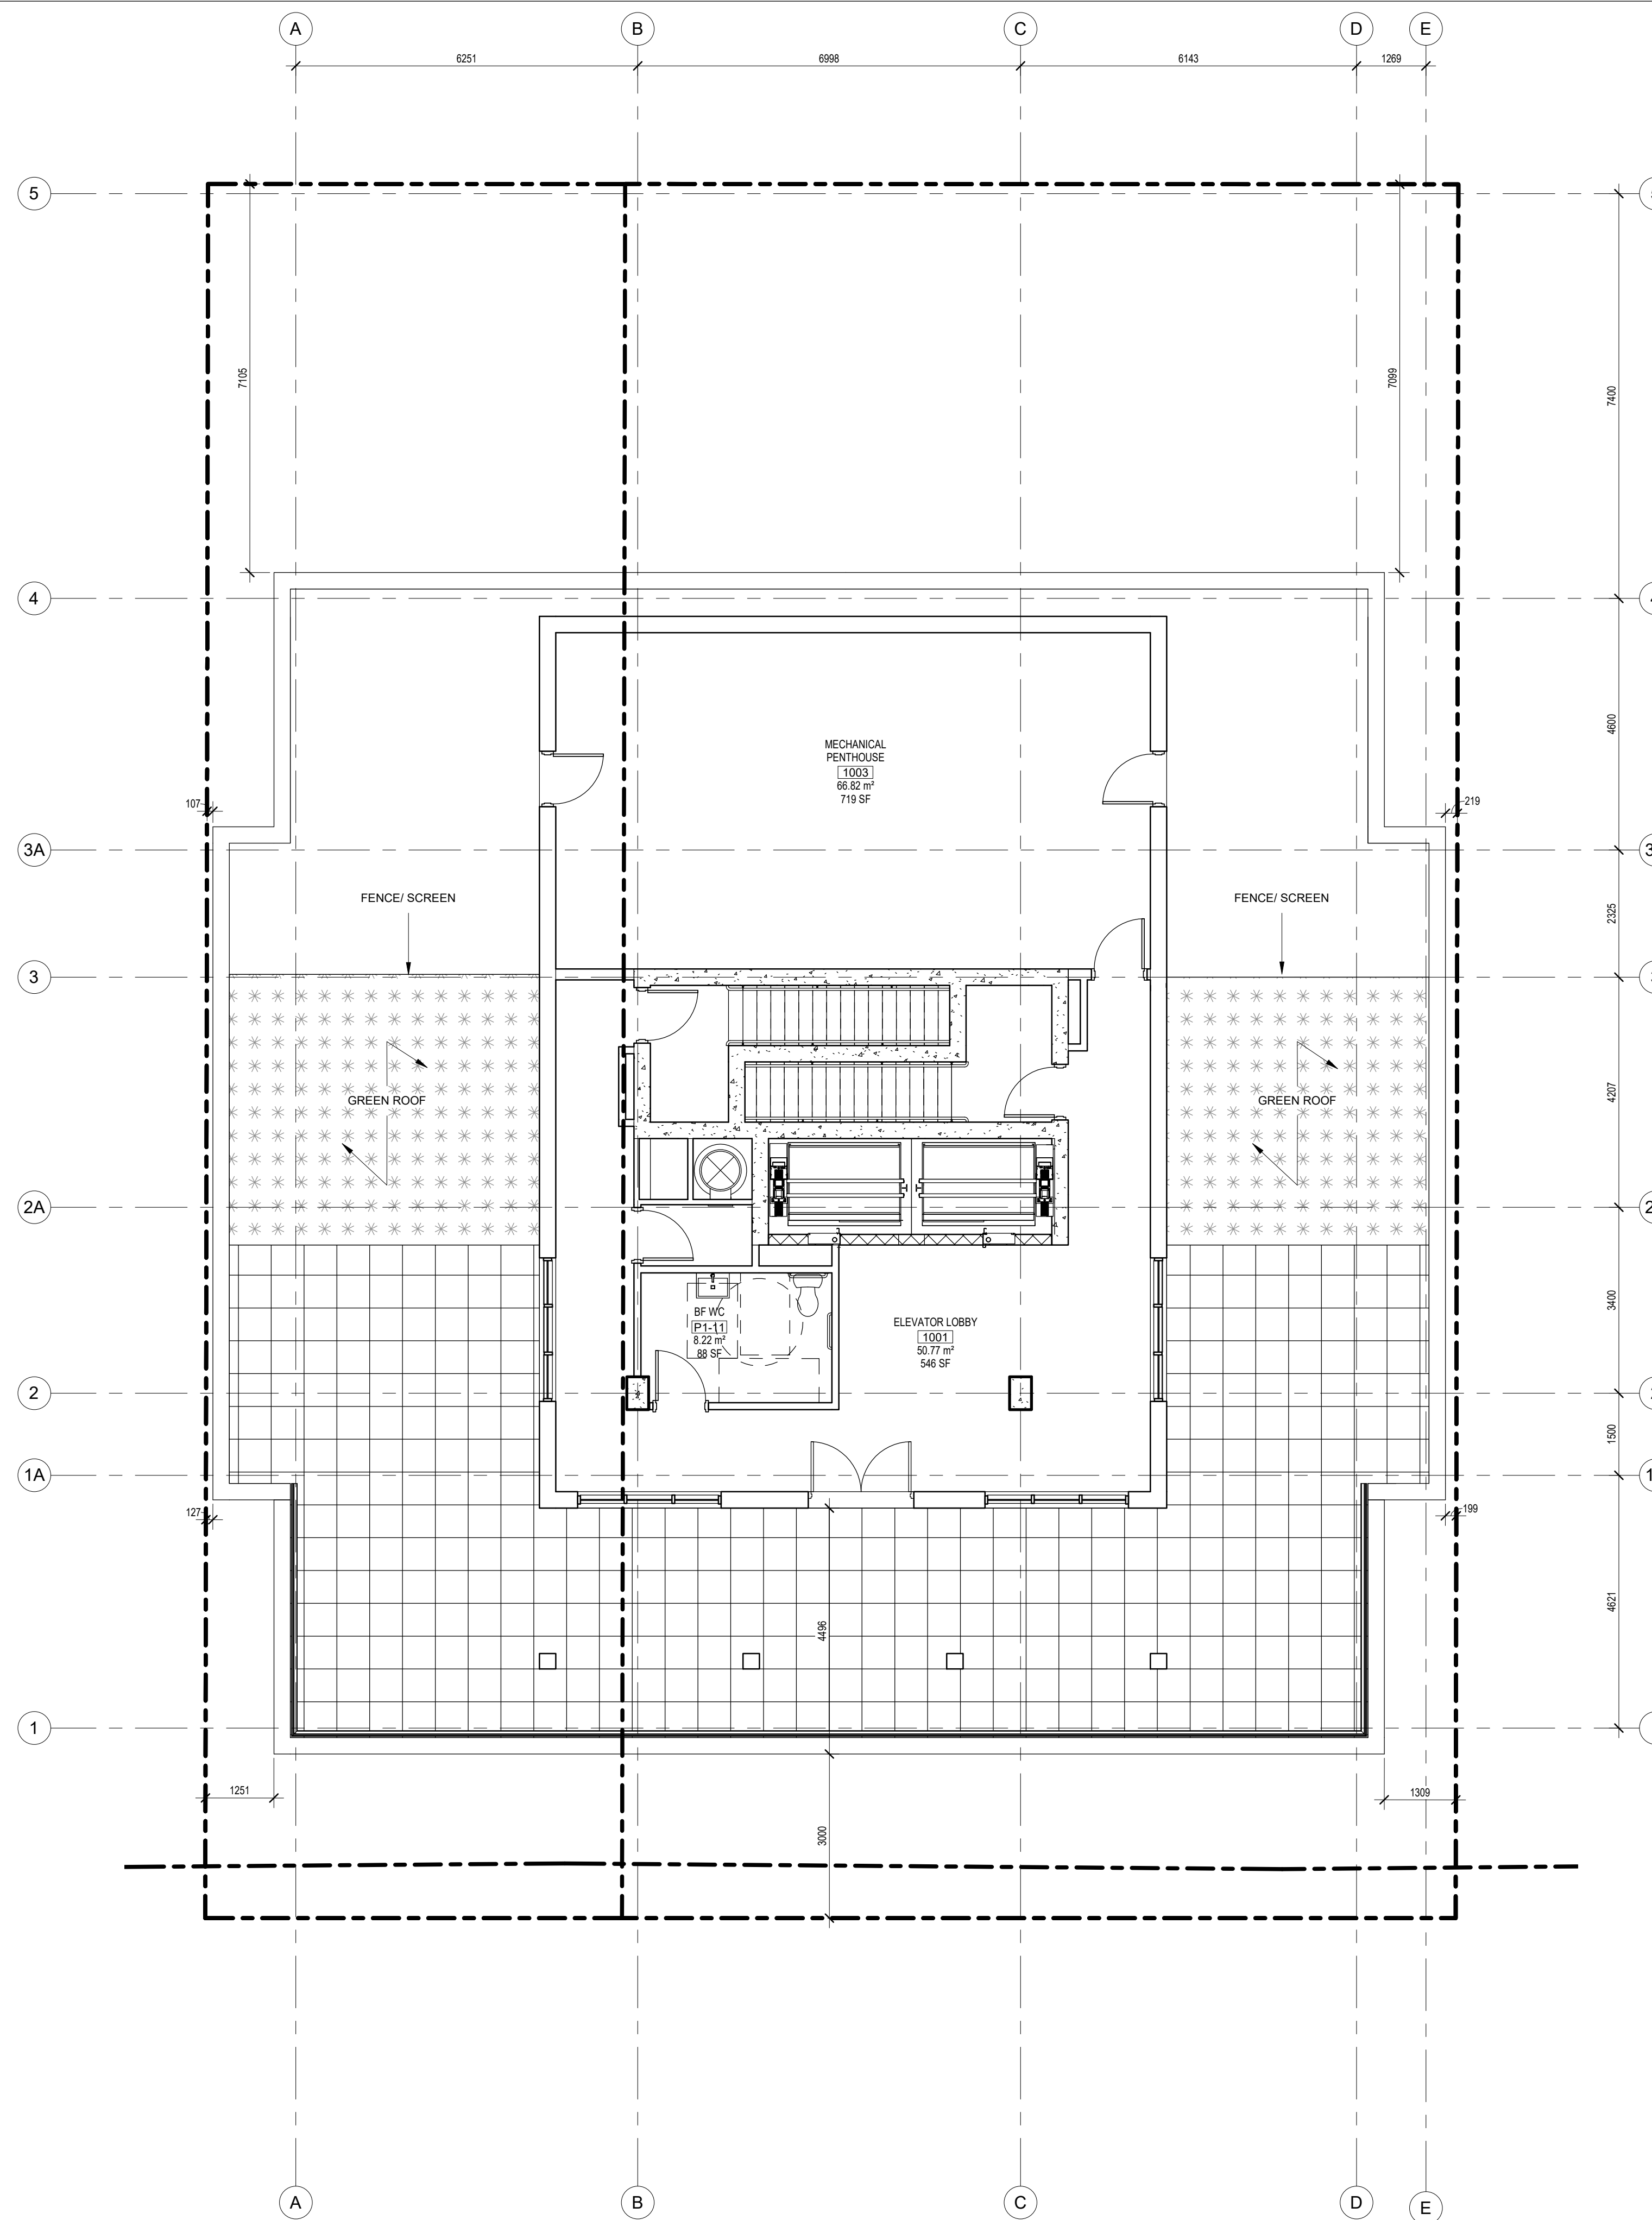 A
B
C
D
E
6251
6998
6143
1269
5
7105
7099
7400
4
4600
MECHANICAL
PENTHOUSE
1003
66.82 m²
719 SF
107
219
3A
FENCE/ SCREEN
FENCE/ SCREEN
2325
3
GREEN ROOF
GREEN ROOF
4207
2A
BF WC
P1-11
8.22 m²
88 SF
ELEVATOR LOBBY
1001
50.77 m²
546 SF
3400
2
1500
1A
127
199
4496
4621
1
1251
1309
3000
A
B
C
D
E